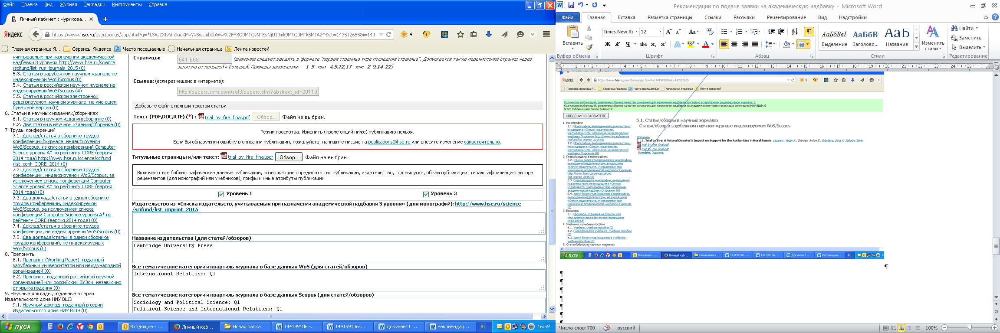 Файл Правка Вид Журнал Закладки Инструменты Справка
Личный кабинет : Чурикова...
Яндекс https://www.hse.ru/user/bonus/app.html?g=*L3VzZXIvYm9udXMvYXBwLmh0bWw%2FYXQ9MTQzNTEyNjU1Jmk9MTQ0MTk5MTA2^&at=143512655&i=144 4 4
Главная страница Я... Сервисы Яндекса Часто посещаемые Начальная страница Лента новостей
учитываемых при назначении академической
надбавки 3 уровня» http://www.hse.ru/science
/scifund/list_rus_journals_2015 (0)
5.3. Статья в зарубежном научном журнале не
индексируемом WoS/Scopus (0)
5.4. Статья в российском научном журнале не
индексируемом WoS/Scopus (4)
5.5. Статья в российском электронном
рецензируемом научном журнале, не имеющем
бумажной версии (0)
6. Статьи в научных изданиях/сборниках
6.1. Статья в научном издании/сборнике (0)
6.2. Две статьи в научном издании/сборнике (0)
7. Труды конференций
7.1. Доклад/статья в сборнике трудов
конференции/журнале, индексируемом
WoS/Scopus, из списка конференций Computer
Science уровня A* по рейтингу CORE (версия
2014 года) http://www.hse.ru/science/scifund
/list_conf_CORE_2014 (0)
7.2. Доклад/статья в сборнике трудов
конференции, индексируемом WoS/Scopus, за
исключением списка конференций Computer
Science уровня A* по рейтингу CORE (версия
2014 года) (0)
7.3. Два доклада/статьи в одном сборнике
трудов конференции, индексируемом
WoS/Scopus, за исключением списка
конференций Computer Science уровня A* по
рейтингу CORE (версия 2014 года) (0)
7.4. Доклад/статья в сборнике трудов
конференции, не индексируемом WoS/Scopus (0)
7.5. Два доклада/статьи в одном сборнике
трудов конференций, не индексируемых
WoS/Scopus (0)
8. Препринты
8.1. Препринт (Working Paper), изданный
зарубежным университетом или международной
организацией (0)
8.2. Препринт, изданный российской научной
организацией или российским ВУЗом, независимо
от языка издания (0)
9. Научные доклады, изданные в серии
Издательского дома НИУ ВШЭ
9.1. Научный доклад, изданный в серии
Издательского дома НИУ ВШЭ (0)
Страницы: 641-668 (значение следует вводить в формате "первая страница тире последняя страница". Допускается также перечисление страниц через
запятую от меньшей к большей. Примеры заполнения: 1-5 или 4,5,12,17 или 2-9,14-22)
Ссылка: (если размещено в интернете):
http://papers.ssrn.com/sol3/papers.cfm?abstract_id=20119
Добавьте файл с полным текстом статьи
Текст (PDF,DOC,RTF) (*) : trial_by_fire_final.pdf Обзор... Файл не выбран.
Режим просмотра. Изменить (кроме опций ниже) публикацию нельзя.
Если Вы обнаружили ошибку в описании публикации, пожалуйста, напишите письмо на publications@hse.ru или внесите изменение самостоятельно.
Титульные страницы и/или текст: trial_by_fire_final.pdf Обзор... Файл не выбран.
Включают все библиографические данные публикации, позволяющие определить тип публикации, издательство, год выпуска, объем публикации, тираж, аффилиацию автора,
рецензентов (для монографий или учебников), грифы и иные атрибуты публикации
Уровень 1 Уровень 3
Издательство из «Списка издательств, учитываемых при назначении академической надбавки 3 уровня» (для монографий): http://www.hse.ru/science
/scifund/list_imprint_2015
Название издательства (для статей/обзоров)
Cambridge University Press
Все тематические категории и квартиль журнала в базе данных WoS (для статей/обзоров)
International Relations: Q1
Все тематические категории и квартиль журнала в базе данных Scopus (для статей/обзоров)
Sociology and Political Science: Q1
Political Science and International Relations: Q1
пуск Входящие - ... Личный каб... Новая папка 144199106 -... 144199106-... Документ1 ... Рекомендац... RL 16:59
Рекомендации по подаче заявки на академическую надбавку - Microsoft Word
Файл Главная Вставка Разметка страницы Ссылки Рассылки Рецензирование Вид Надстройки
Вставить
Times New Rc 12
Ж К Ч abc
АаБбВвІ АаБбВ АаБ
Выделение Заголово... Название
Изменить стили
Найти
Заменить
Выделить
Буфер обмена Шрифт Абзац Стили Редактирование
1 2 3 4 5 6 7 8 9 10 11 12 13 14 15 16 17 18 19 20 21 22 23 24 25
Яндекс https://www.hse.ru/user/bonus/app.html?i=144199106&at=143512655 4 4
Главная страница Я... Сервисы Яндекса Часто посещаемые Начальная страница Лента новостей
Количество публикаций, заявленных Вами в качестве основания для назначения надбавки за статью в зарубежном рецензируемом журнале: 1
Количество публикаций, заявленных Вами в качестве основания для назначения надбавки за академические успехи и вклад в репутацию НИУ ВШЭ: 0
Всего публикаций в Вашей заявке: 7
СВЕДЕНИЯ О ЗАЯВИТЕЛЕ
1. Монографии
1.1. Монография, выпущенная издательством,
входящим в «Список издательств,
учитываемых при назначении академической
надбавки 3 уровня» http://www.hse.ru/science
/scifund/list_imprint_2015 (0)
1.2. Монография, выпущенная издательством,
не входящим в «Список издательств,
учитываемых при назначении академической
надбавки 3 уровня» (0)
2. Главы/разделы в монографиях
2.2. Одна и более глав/разделов в монографии,
выпущенной издательством, входящим в
«Список издательств, учитываемых при
назначении академической надбавки 3 уровня»
http://www.hse.ru/science/scifund
/list_imprint_2015 (0)
2.3. Глава/раздел в монографии, выпущенной
издательством, не входящим в «Список
издательств, учитываемых при назначении
академической надбавки 3 уровня» (0)
2.4. Две и более глав/разделов в монографии,
выпущенной издательством, не входящим в
«Список издательств, учитываемых при
назначении академической надбавки 3 уровня»
(0)
3. Брошюры
3.1. Брошюра, изданная на русском или
иностранном языке (включая переводные
издания) (2)
4. Учебники и учебные пособия
4.1. Учебник, учебное пособие (0)
4.2. Глава/раздел в учебнике, учебном пособии
(0)
4.3. Две и более глав/разделов в учебнике,
учебном пособии (0)
5. Статьи/обзоры в научных журналах
5.1. Статьи/обзоры в научных журналах
Статья/обзор в зарубежном научном журнале индексируемом WoS/Scopus
Добавить
5.1.1. Trial by Fire: A Natural Disaster's Impact on Support for the Authorities in Rural Russia Lazarev , Yegor A., Sobolev, Anton S., Soboleva, Irina V., Sokolov, Boris
trial_by_fire_final.pdf
trial_by_fire_final.pdf
Изменить Удалить
пуск Входящие - ... Личный каб... Новая папка 144199106 -... 144199106-... Документ1 ... Рекомендац... RL
Число слов: 700 русский 100%